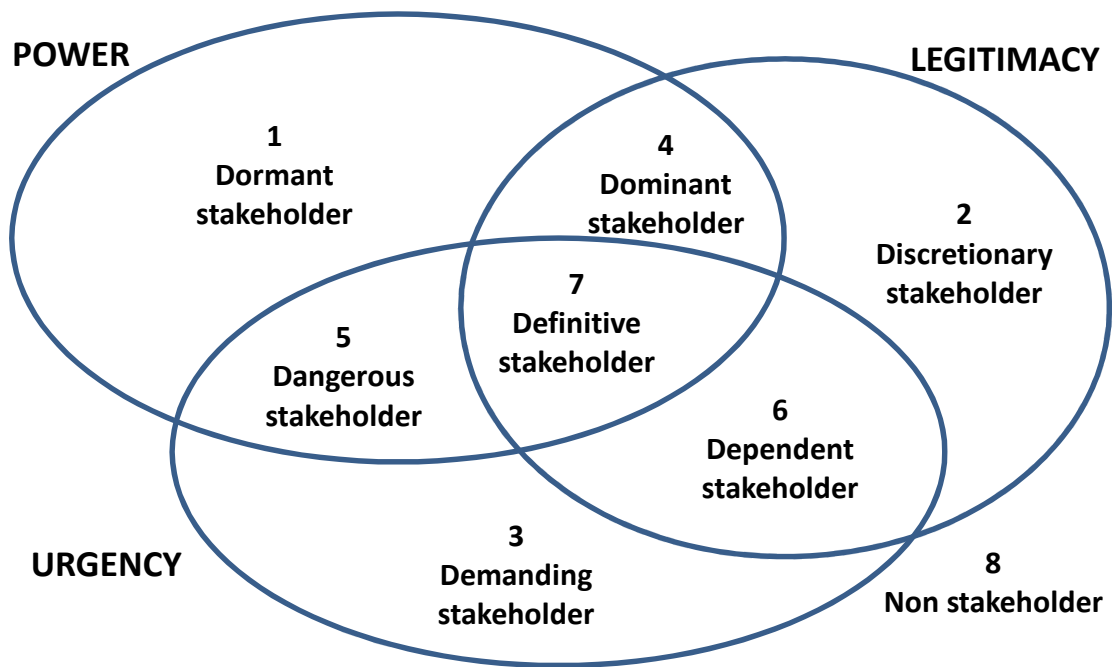 POWER
LEGITIMACY
1
Dormant
stakeholder
4
Dominant
stakeholder
2
Discretionary
stakeholder
7
Definitive
stakeholder
5
Dangerous
stakeholder
6
Dependent
stakeholder
URGENCY
3
Demanding
stakeholder
8
Non stakeholder